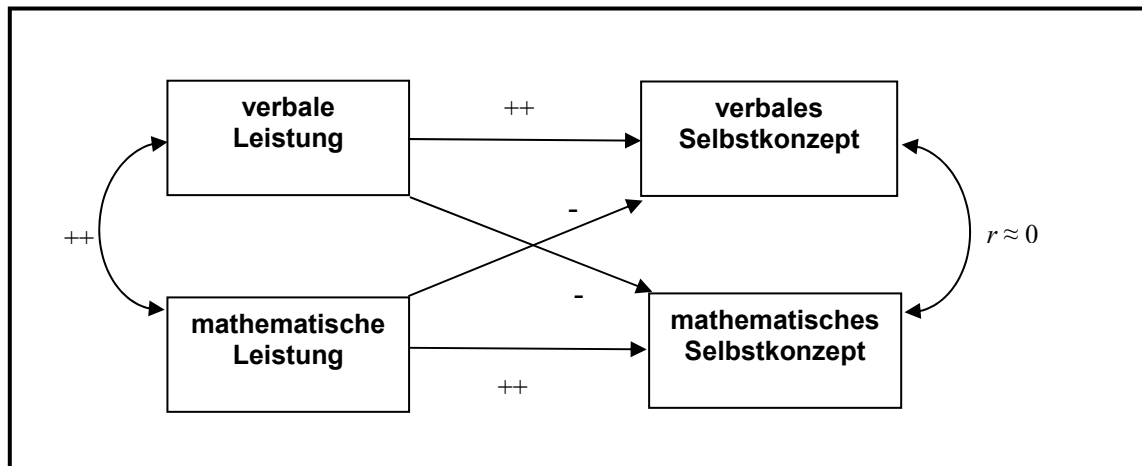 verbale
Leistung
++
verbales
Selbstkonzept
-
++
r ≈ 0
-
mathematische
Leistung
mathematisches
Selbstkonzept
++